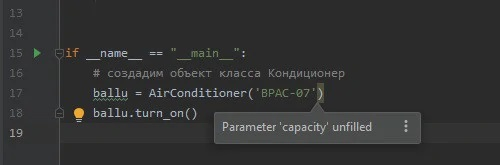 13
14
15 if __name__ == "__main__":
16 # создадим объект класса Кондиционер
17 ballu = AirConditioner('BPAC-07')
18 ballu.turn_on()
Parameter 'capacity' unfilled
19